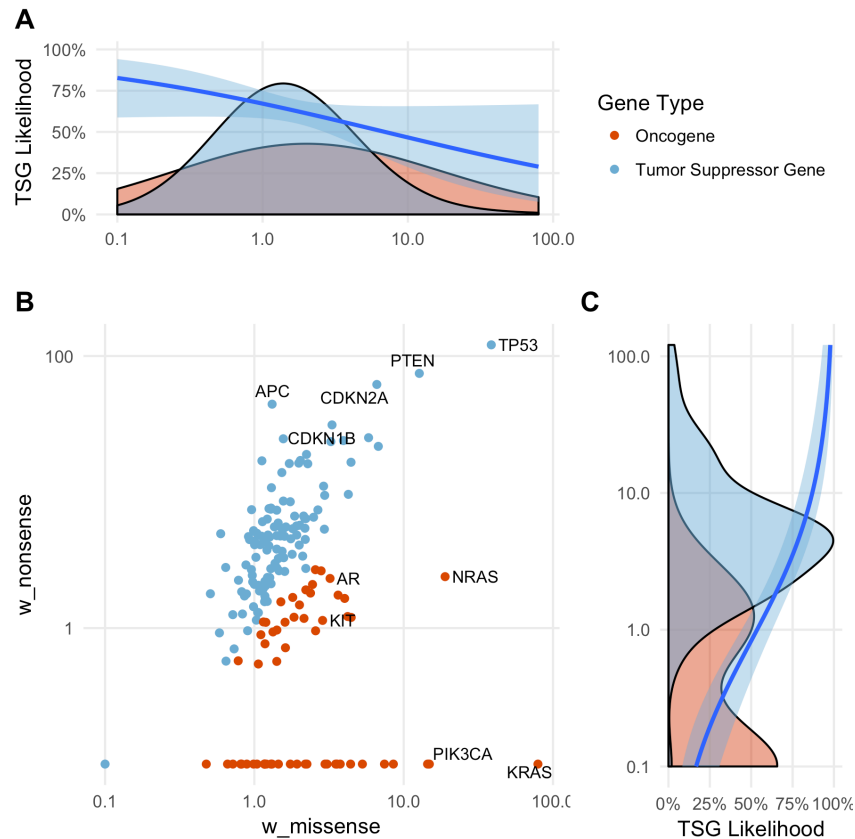 A
TSG Likelihood
100%
75%
50%
25%
0%
0.1
1.0
10.0
100.0
Gene Type
Oncogene
Tumor Suppressor Gene
B
w_nonsense
100
1
TP53
PTEN
APC
CDKN2A
CDKN1B
AR
NRAS
KIT
PIK3CA
KRAS
0.1
1.0
10.0
100.0
w_missense
C
100.0
10.0
1.0
0.1
0%
25%
50%
75%
100%
TSG Likelihood